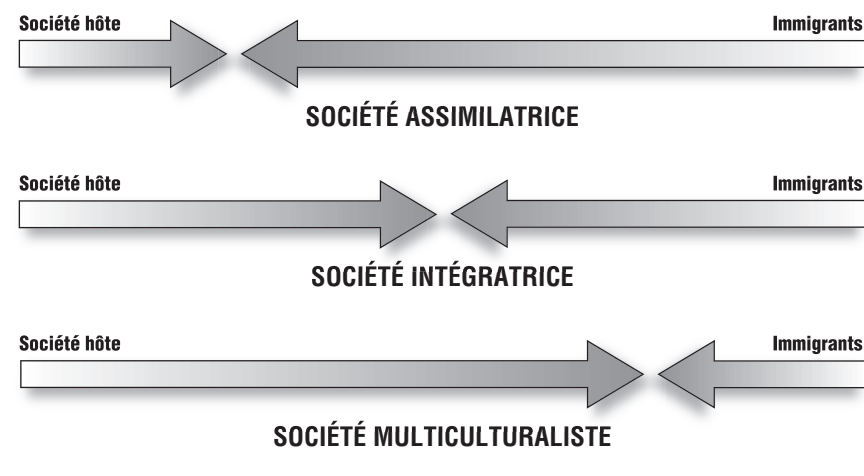 Société hôte Immigrants
SOCIÉTÉ ASSIMILATRICE
Société hôte Immigrants
SOCIÉTÉ INTÉGRATRICE
Société hôte Immigrants
SOCIÉTÉ MULTICULTURALISTE